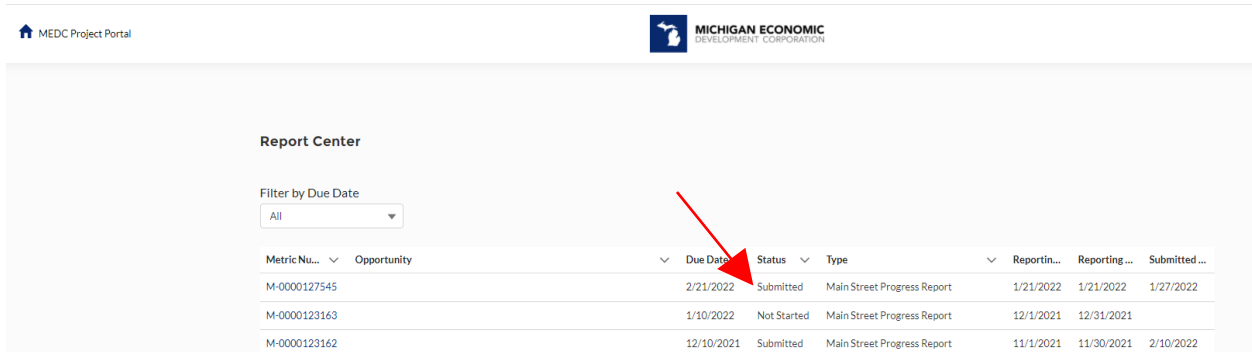 MEDC Project Portal
MICHIGAN ECONOMIC
DEVELOPMENT CORPORATION
Report Center
Filter by Due Date
All
Metric Nu... Opportunity Due Date Status Type Reportin... Reporting ... Submitted ...
M-0000127545 2/21/2022 Submitted Main Street Progress Report 1/21/2022 1/21/2022 1/27/2022
M-0000123163 1/10/2022 Not Started Main Street Progress Report 12/1/2021 12/31/2021
M-0000123162 12/10/2021 Submitted Main Street Progress Report 11/1/2021 11/30/2021 2/10/2022